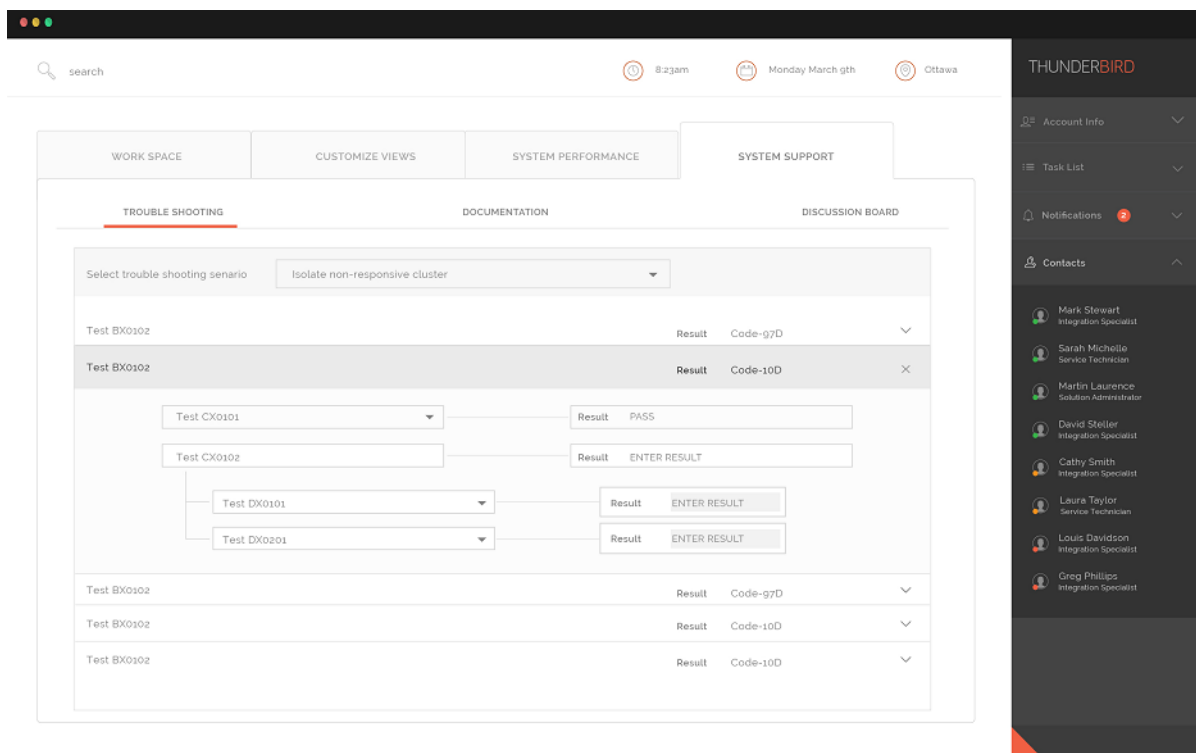 search
8:23am
Monday March 9th
Ottawa
THUNDERBIRD
WORK SPACE
CUSTOMIZE VIEWS
SYSTEM PERFORMANCE
SYSTEM SUPPORT
TROUBLE SHOOTING
DOCUMENTATION
DISCUSSION BOARD
Select trouble shooting senario
Isolate non-responsive cluster
Test BX0102
Result
Code-97D
Test BX0102
Result
Code-10D
Test CX0101
Result
PASS
Test CX0102
Result
ENTER RESULT
Test DX0101
Result
ENTER RESULT
Test DX0201
Result
ENTER RESULT
Test BX0102
Result
Code-97D
Test BX0102
Result
Code-10D
Test BX0102
Result
Code-10D
Account Info
Task List
Notifications
2
Contacts
Mark Stewart
Integration Specialist
Sarah Michelle
Service Technician
Martin Laurence
Solution Administrator
David Steller
Integration Specialist
Cathy Smith
Integration Specialist
Laura Taylor
Service Technician
Louis Davidson
Integration Specialist
Greg Phillips
Integration Specialist